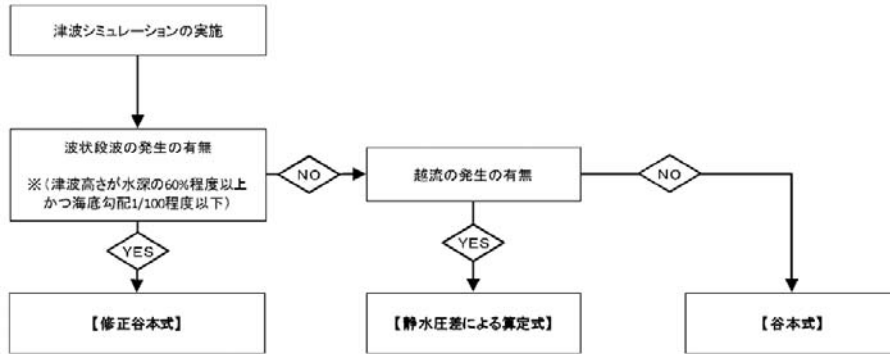 津波シミュレーションの実施
波状段波の発生の有無
※(津波高さが水深の60%程度以上
かつ海底勾配1/100程度以下)
NO
越流の発生の有無
NO
YES
YES
【修正谷本式】
【静水圧差による算定式】
【谷本式】